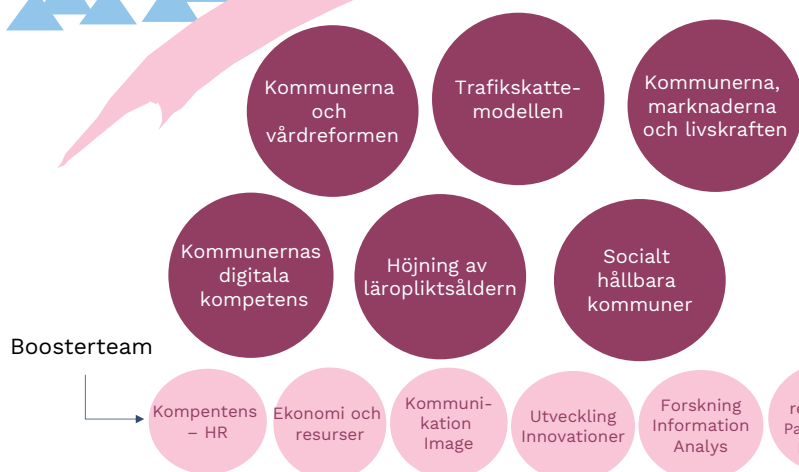 Kommunerna
och
vårdreformen
Trafikskatte-
modellen
Kommunerna,
marknaderna
och livskraften
Kommunernas
digitala
kompetens
Höjning av
läropliktsåldern
Socialt
hållbara
kommuner
Boosterteam
Kompentens
– HR
Ekonomi och
resurser
Kommuni-
kation
Image
Utveckling
Innovationer
Forskning
Information
Analys